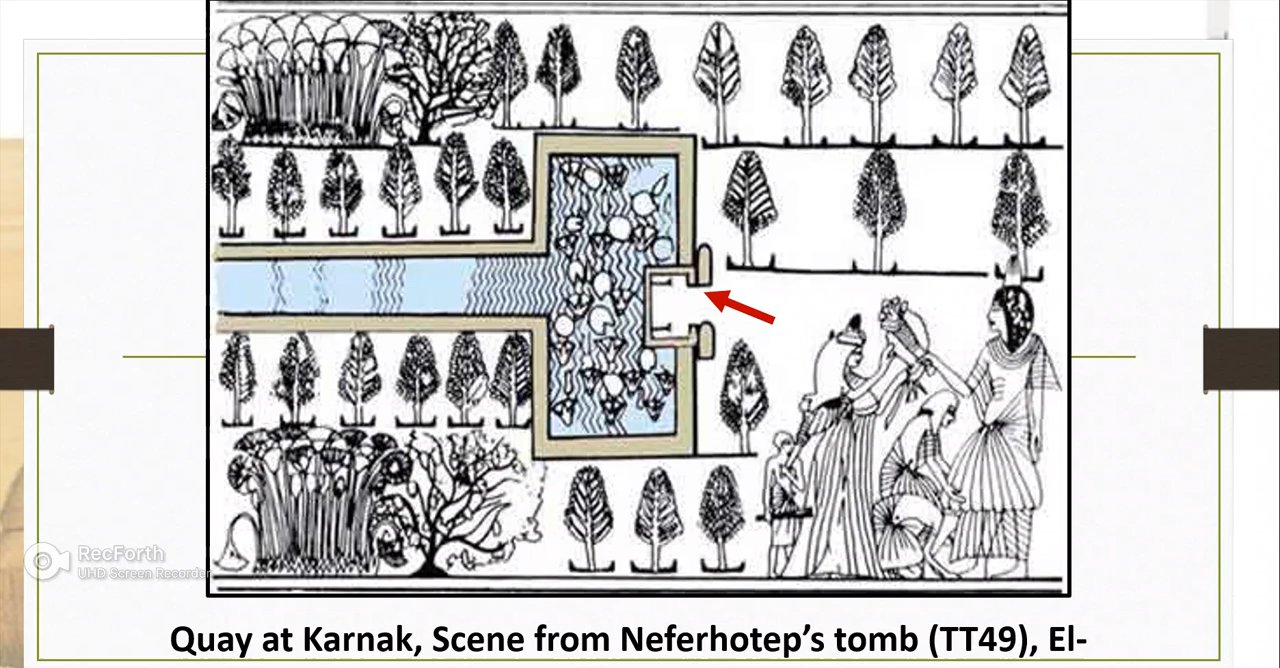 RecForth
UHD Screen Recorder
Quay at Karnak, Scene from Neferhotep’s tomb (TT49), El-